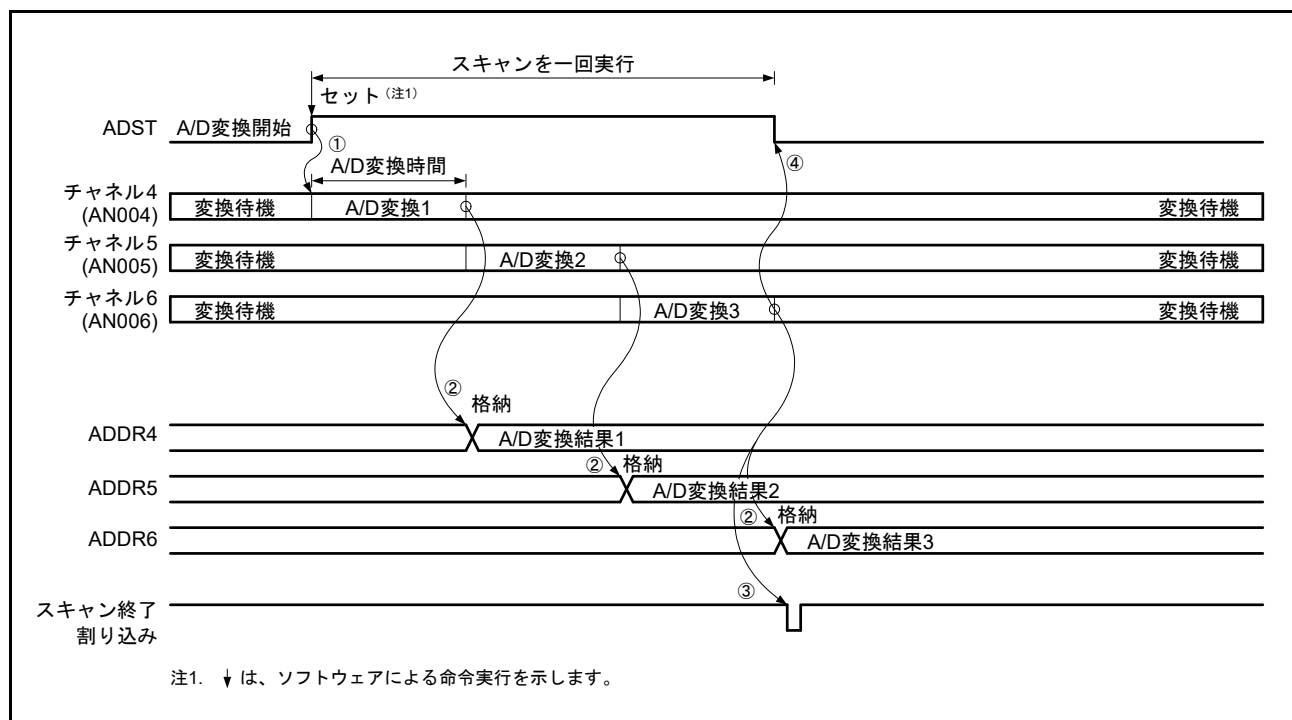 スキャンを一回実行
セット（注1）
ADST A/D変換開始
①
④
A/D変換時間
チャネル4
(AN004)
変換待機 A/D変換1 変換待機
チャネル5
(AN005)
変換待機 A/D変換2 変換待機
チャネル6
(AN006)
変換待機 A/D変換3 変換待機
② 格納
ADDR4 A/D変換結果1
② 格納
ADDR5 A/D変換結果2
② 格納
ADDR6 A/D変換結果3
③
スキャン終了
割り込み
注1. は、ソフトウェアによる命令実行を示します。